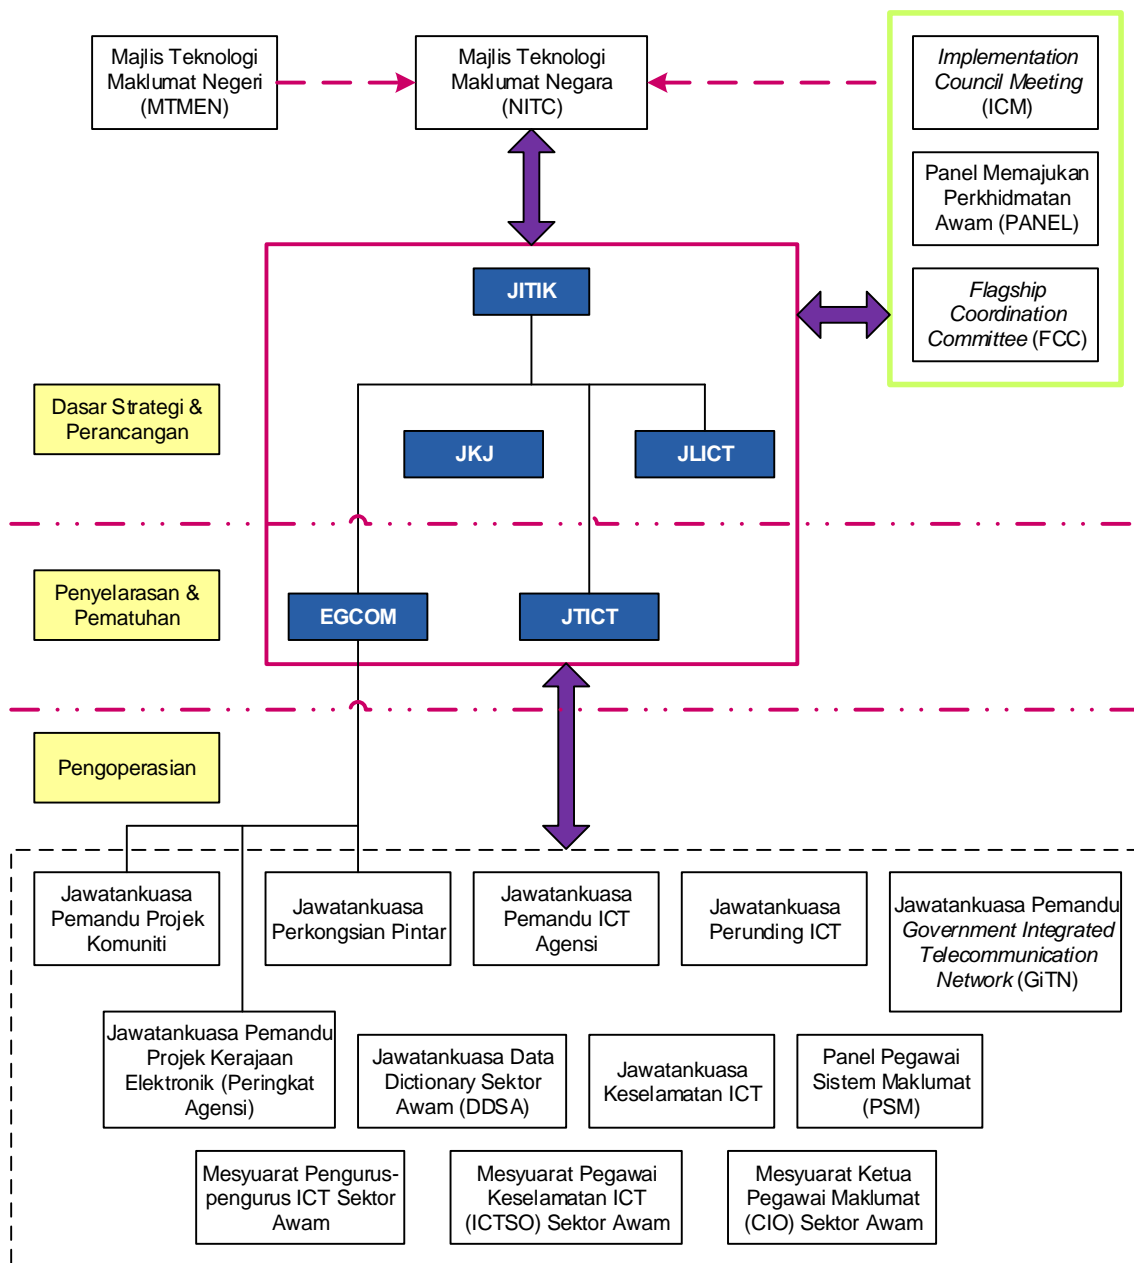 Majlis Teknologi
Maklumat Negeri
(MTMEN)
Majlis Teknologi
Maklumat Negara
(NITC)
Implementation
Council Meeting
(ICM)
Panel Memajukan
Perkhidmatan
Awam (PANEL)
Flagship
Coordination
Committee (FCC)
JITIK
Dasar Strategi &
Perancangan
JKJ
JLICT
Penyelarasan &
Pematuhan
EGCOM
JTICT
Pengoperasian
Jawatankuasa
Pemandu Projek
Komuniti
Jawatankuasa
Perkongsian Pintar
Jawatankuasa
Pemandu ICT
Agensi
Jawatankuasa
Perunding ICT
Jawatankuasa Pemandu
Government Integrated
Telecommunication
Network (GiTN)
Jawatankuasa Pemandu
Projek Kerajaan
Elektronik (Peringkat
Agensi)
Jawatankuasa Data
Dictionary Sektor
Awam (DDSA)
Jawatankuasa
Keselamatan ICT
Panel Pegawai
Sistem Maklumat
(PSM)
Mesyuarat Pengurus-
pengurus ICT Sektor
Awam
Mesyuarat Pegawai
Keselamatan ICT
(ICTSO) Sektor Awam
Mesyuarat Ketua
Pegawai Maklumat
(CIO) Sektor Awam